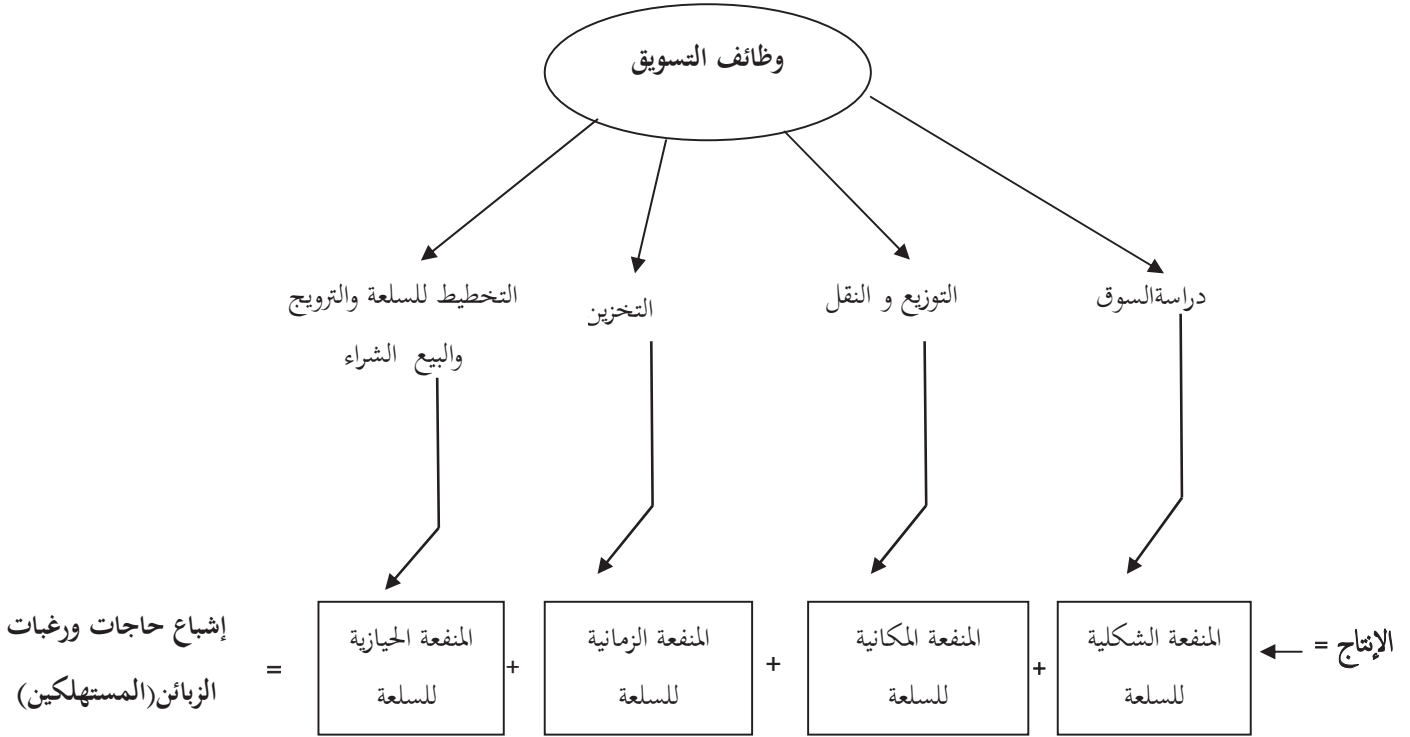 وظائف التسويق
دراسةالسوق
التوزيع و النقل
التخزين
التخطيط للسلعة والترويج
والبيع الشراء
الإنتاج =
المنفعة الشكلية
للسلعة
+
المنفعة المكانية
للسلعة
+
المنفعة الزمانية
للسلعة
+
المنفعة الحيازية
للسلعة
=
إشباع حاجات ورغبات
الزبائن(المستهلكين)